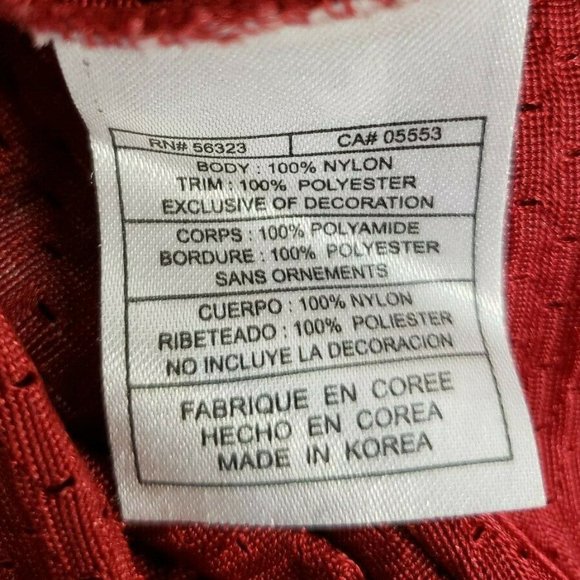 RN# 56323 CA# 05553
BODY : 100% NYLON
TRIM : 100% POLYESTER
EXCLUSIVE OF DECORATION
CORPS : 100% POLYAMIDE
BORDURE : 100% POLYESTER
SANS ORNEMENTS
CUERPO : 100% NYLON
RIBETEADO : 100% POLIESTER
NO INCLUYE LA DECORACION
FABRIQUE EN COREE
HECHO EN COREA
MADE IN KOREA